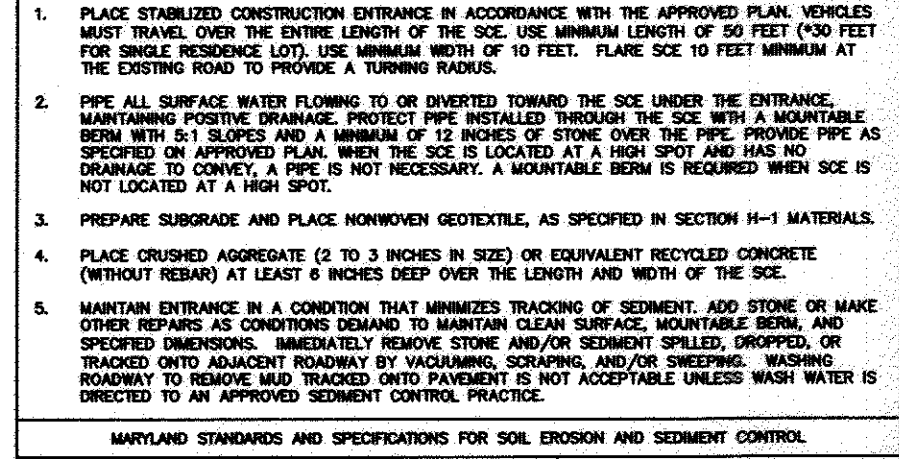 1. PLACE STABILIZED CONSTRUCTION ENTRANCE IN ACCORDANCE WITH THE APPROVED PLAN. VEHICLES
MUST TRAVEL OVER THE ENTIRE LENGTH OF THE SCE. USE MINIMUM LENGTH OF 50 FEET (*30 FEET
FOR SINGLE RESIDENCE LOT). USE MINIMUM WIDTH OF 10 FEET. FLARE SCE 10 FEET MINIMUM AT
THE EXISTING ROAD TO PROVIDE A TURNING RADIUS.
2. PIPE ALL SURFACE WATER FLOWING TO OR DIVERTED TOWARD THE SCE UNDER THE ENTRANCE,
MAINTAINING POSITIVE DRAINAGE. PROTECT PIPE INSTALLED THROUGH THE SCE WITH A MOUNTABLE
BERM WITH 5:1 SLOPES AND A MINIMUM OF 12 INCHES OF STONE OVER THE PIPE. PROVIDE PIPE AS
SPECIFIED ON APPROVED PLAN. WHEN THE SCE IS LOCATED AT A HIGH SPOT AND HAS NO
DRAINAGE TO CONVEY, A PIPE IS NOT NECESSARY. A MOUNTABLE BERM IS REQUIRED WHEN SCE IS
NOT LOCATED AT A HIGH SPOT.
3. PREPARE SUBGRADE AND PLACE NONWOVEN GEOTEXTILE, AS SPECIFIED IN SECTION H-1 MATERIALS.
4. PLACE CRUSHED AGGREGATE (2 TO 3 INCHES IN SIZE) OR EQUIVALENT RECYCLED CONCRETE
(WITHOUT REBAR) AT LEAST 6 INCHES DEEP OVER THE LENGTH AND WIDTH OF THE SCE.
5. MAINTAIN ENTRANCE IN A CONDITION THAT MINIMIZES TRACKING OF SEDIMENT. ADD STONE OR MAKE
OTHER REPAIRS AS CONDITIONS DEMAND TO MAINTAIN CLEAN SURFACE, MOUNTABLE BERM, AND
SPECIFIED DIMENSIONS. IMMEDIATELY REMOVE STONE AND/OR SEDIMENT SPILLED, DROPPED, OR
TRACKED ONTO ADJACENT ROADWAY BY VACUUMING, SCRAPING, AND/OR SWEEPING. WASHING
ROADWAY TO REMOVE MUD TRACKED ONTO PAVEMENT IS NOT ACCEPTABLE UNLESS WASH WATER IS
DIRECTED TO AN APPROVED SEDIMENT CONTROL PRACTICE.
MARYLAND STANDARDS AND SPECIFICATIONS FOR SOIL EROSION AND SEDIMENT CONTROL